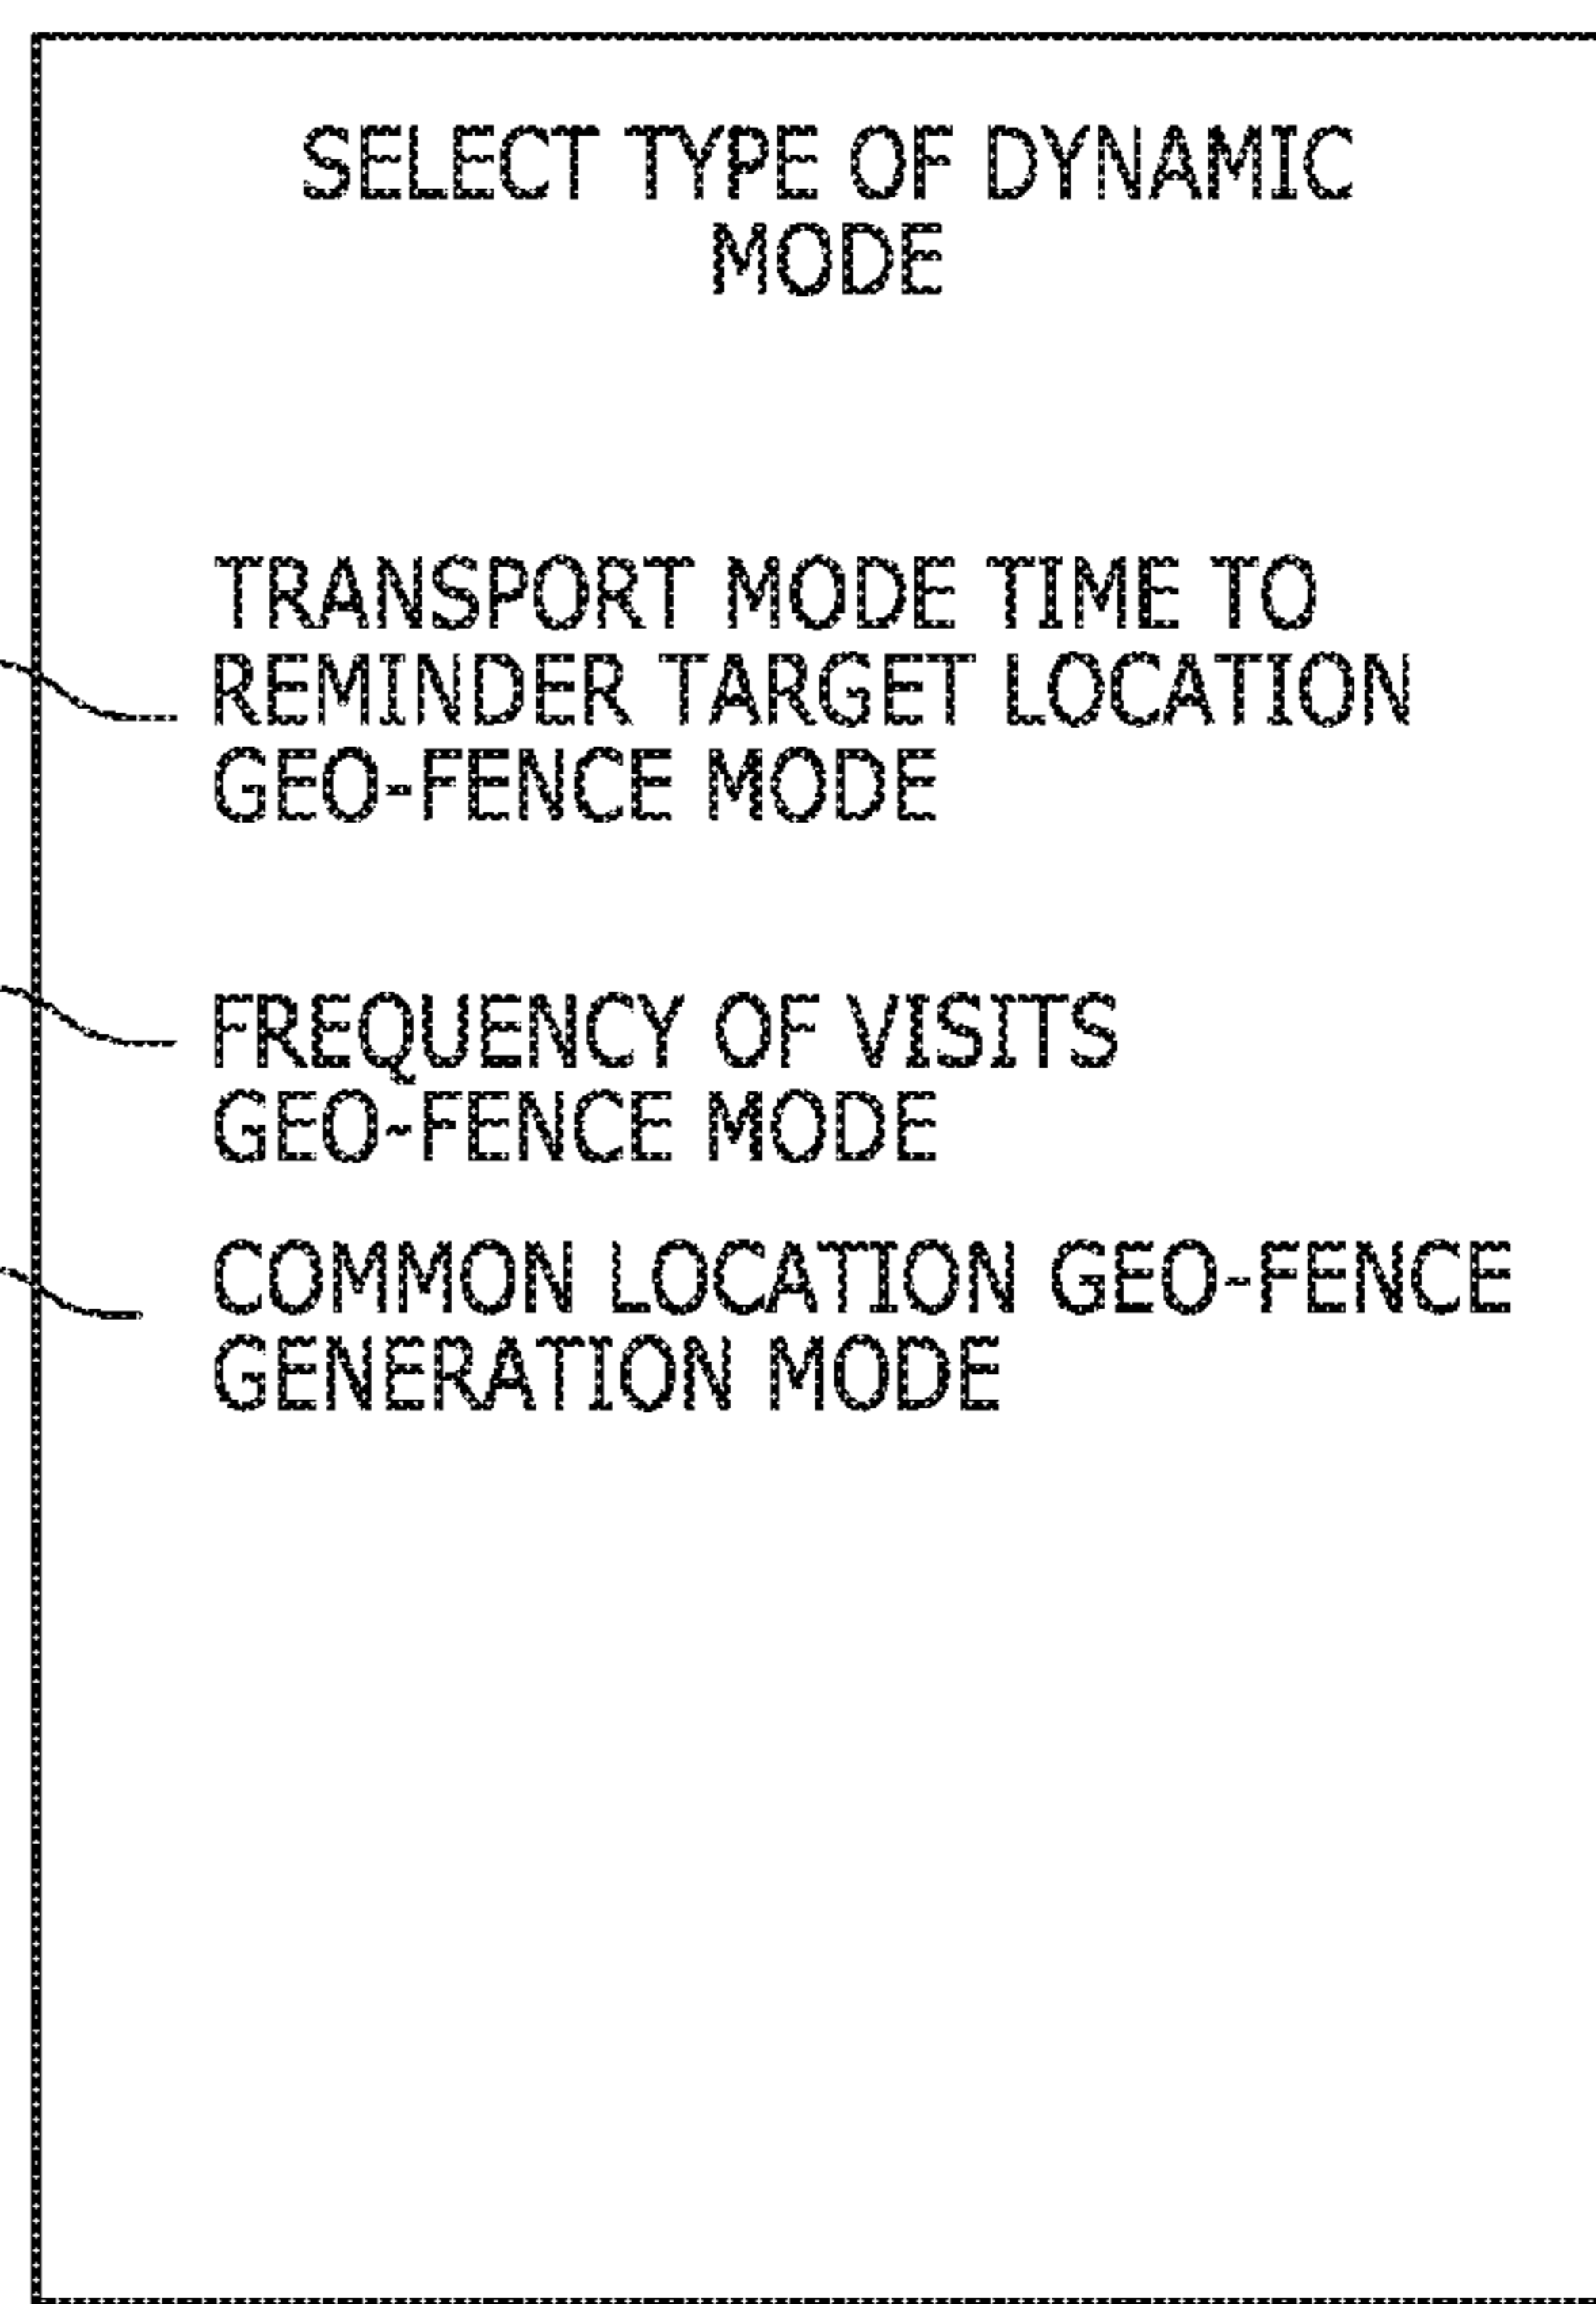 SELECT TYPE OF DYNAMIC
MODE
TRANSPORT MODE TIME TO
REMINDER TARGET LOCATION
GEO-FENCE MODE
FREQUENCY OF VISITS
GEO-FENCE MODE
COMMON LOCATION GEO-FENCE
GENERATION MODE